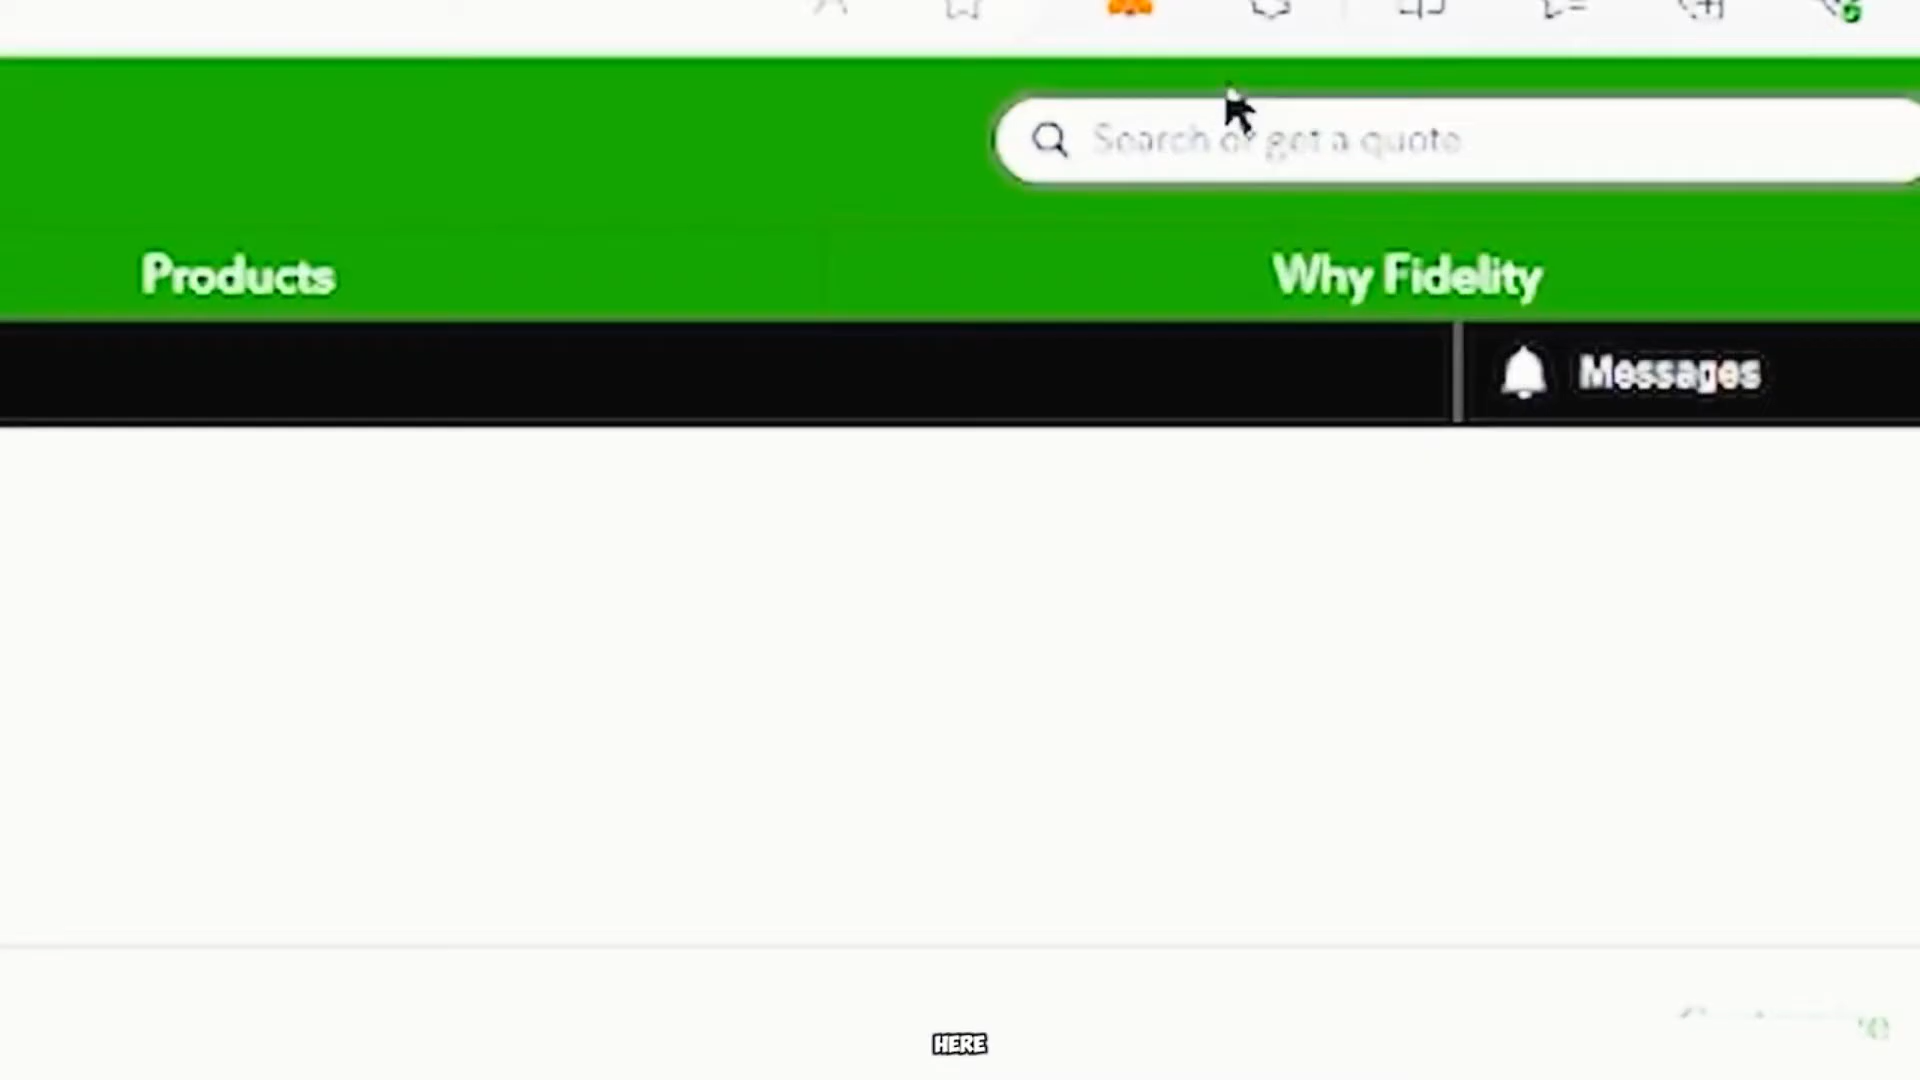 Search or get a quote
Products
Why Fidelity
Messages
HERE